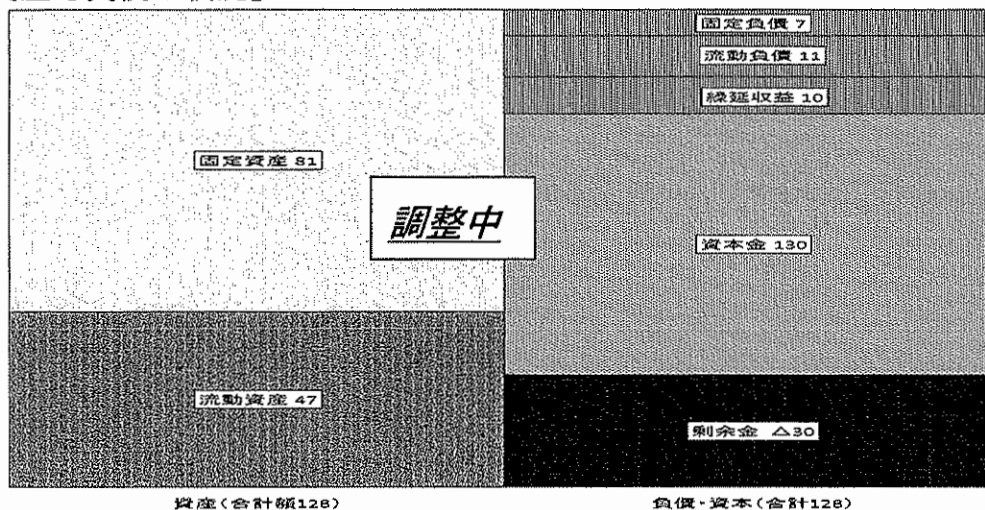 固定負債 7
流動負債 11
繰延収益 10
固定資産 81
調整中
資本金 130
流動資産 47
剰余金 △30
資産(合計額128)
負債・資本(合計128)